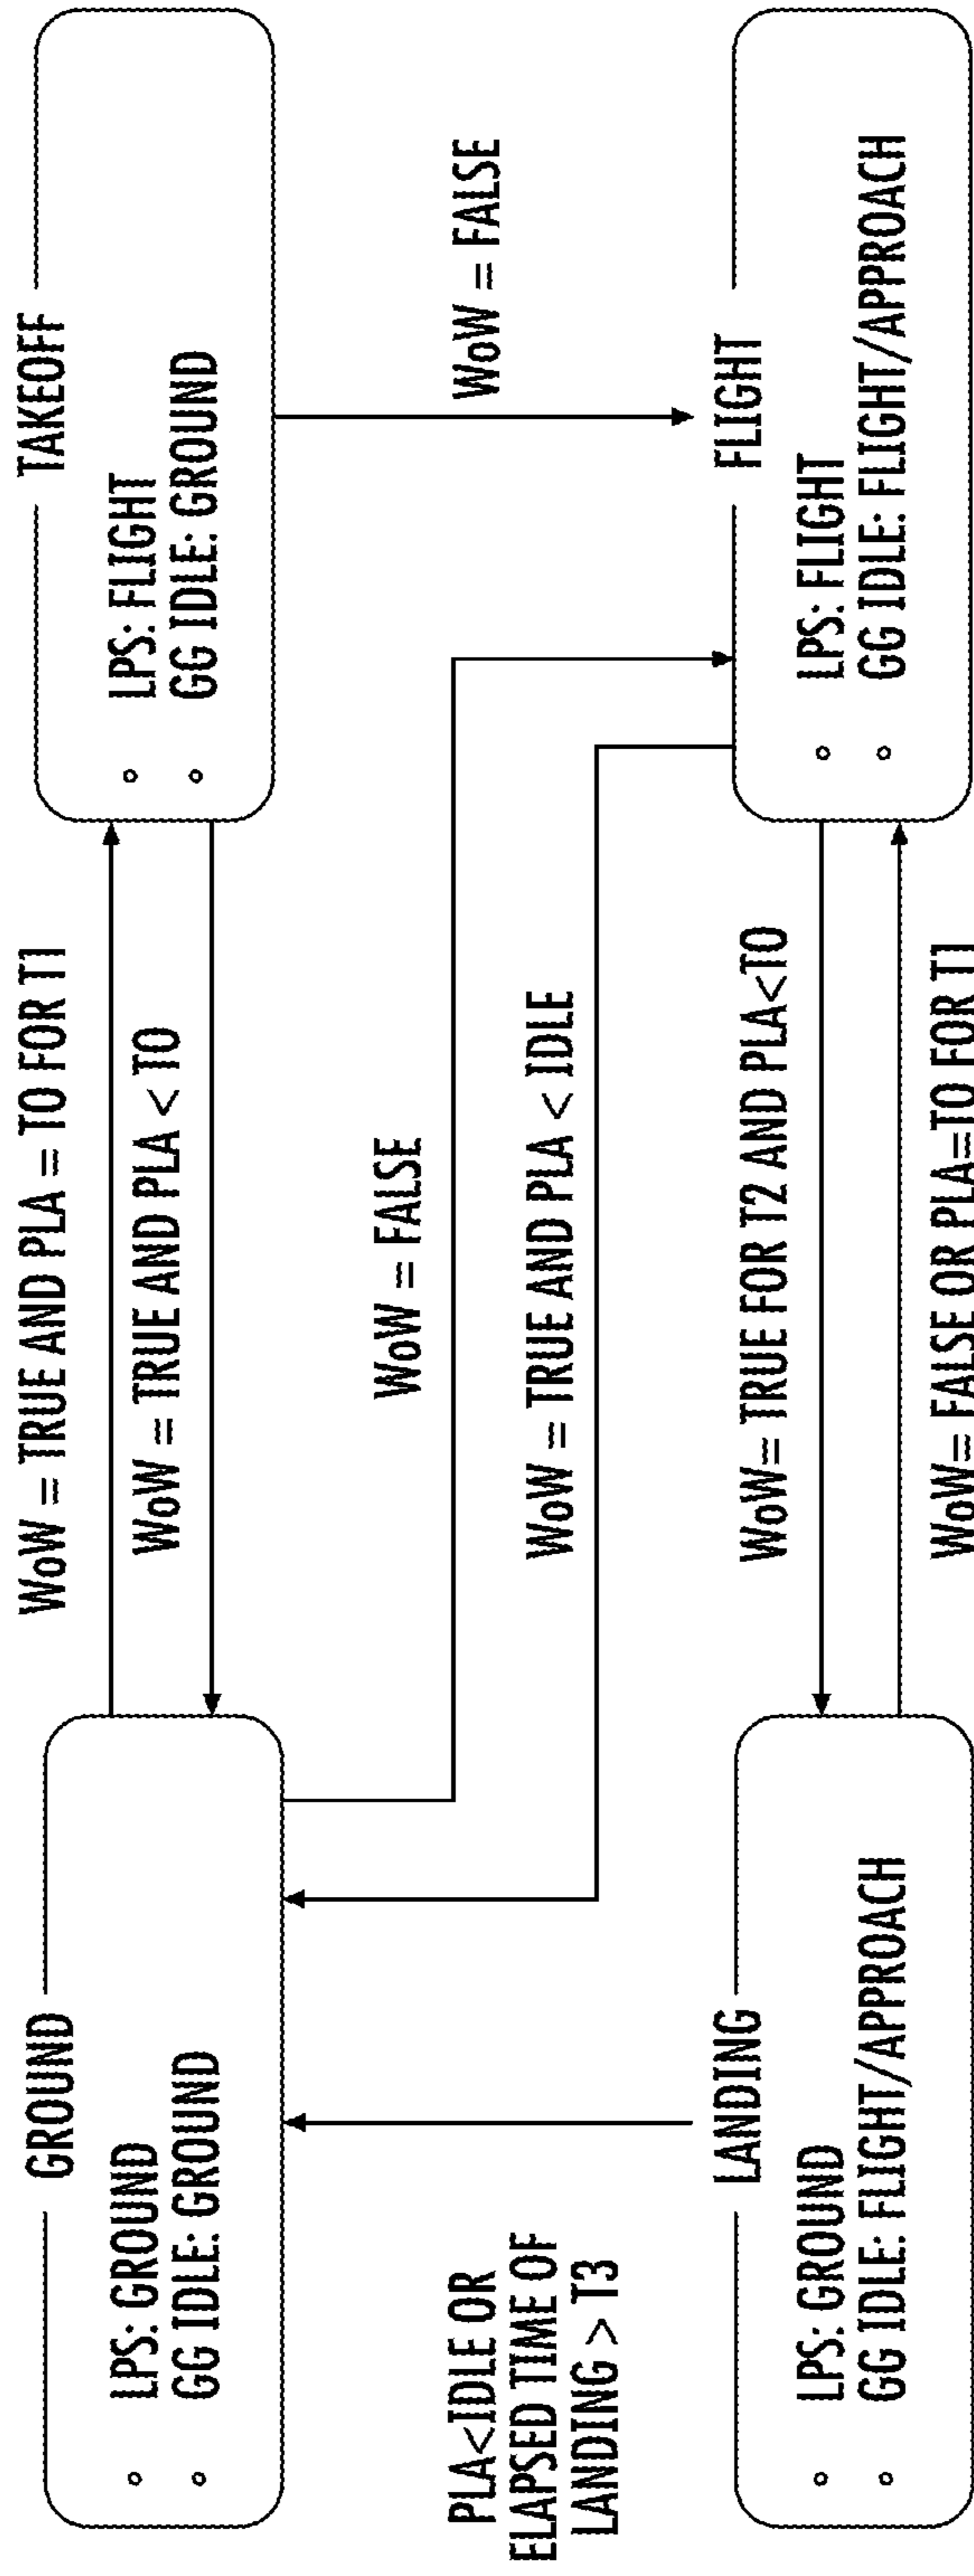 GROUND
LPS: GROUND
GG IDLE: GROUND
WoW = TRUE AND PLA = TO FOR T1
WoW = TRUE AND PLA < TO
TAKEOFF
LPS: FLIGHT
GG IDLE: GROUND
PLA<IDLE OR
ELAPSED TIME OF
LANDING > T3
WoW = FALSE
WoW = TRUE AND PLA < IDLE
WoW = FALSE
LANDING
LPS: GROUND
GG IDLE: FLIGHT/APPROACH
WoW= TRUE FOR T2 AND PLA<TO
WoW= FALSE OR PLA=TO FOR T1
FLIGHT
LPS: FLIGHT
GG IDLE: FLIGHT/APPROACH